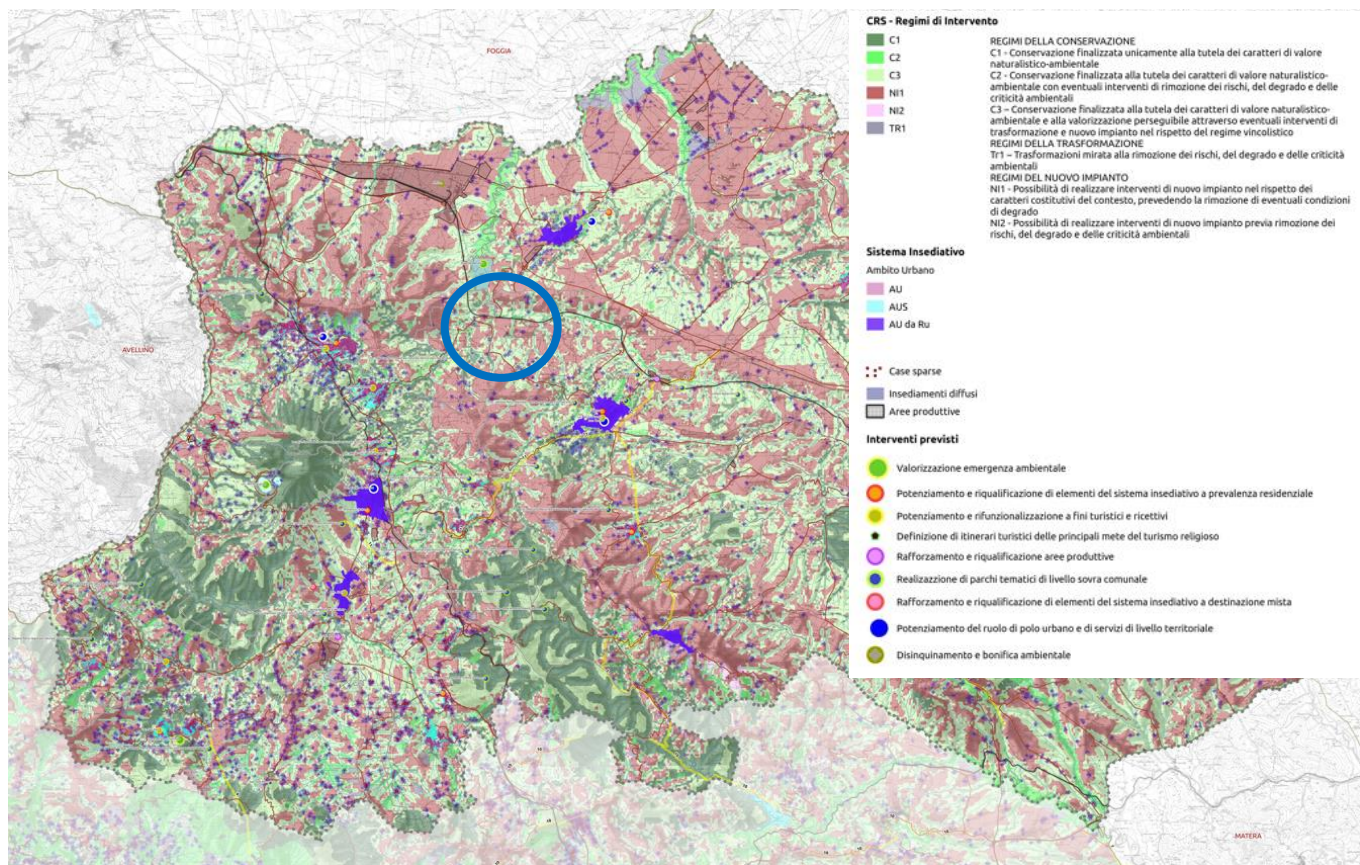 FOGGIA
AVELLINO
MATERA
CRS - Regimi di Intervento
C1
C2
C3
NI1
NI2
TR1
REGIMI DELLA CONSERVAZIONE
C1 - Conservazione finalizzata unicamente alla tutela dei caratteri di valore
naturalistico-ambientale
C2 - Conservazione finalizzata alla tutela dei caratteri di valore naturalistico-
ambientale con eventuali interventi di rimozione dei rischi, del degrado e delle
criticità ambientali
C3 – Conservazione finalizzata alla tutela dei caratteri di valore naturalistico-
ambientale e alla valorizzazione perseguibile attraverso eventuali interventi di
trasformazione e nuovo impianto nel rispetto del regime vincolistico
REGIMI DELLA TRASFORMAZIONE
Tr1 – Trasformazioni mirata alla rimozione dei rischi, del degrado e delle criticità
ambientali
REGIMI DEL NUOVO IMPIANTO
NI1 - Possibilità di realizzare interventi di nuovo impianto nel rispetto dei
caratteri costitutivi del contesto, prevedendo la rimozione di eventuali condizioni
di degrado
NI2 - Possibilità di realizzare interventi di nuovo impianto previa rimozione dei
rischi, del degrado e delle criticità ambientali
Sistema Insediativo
Ambito Urbano
AU
AUS
AU da Ru
Case sparse
Insediamenti diffusi
Aree produttive
Interventi previsti
Valorizzazione emergenza ambientale
Potenziamento e riqualificazione di elementi del sistema insediativo a prevalenza residenziale
Potenziamento e rifunzionalizzazione a fini turistici e ricettivi
Definizione di itinerari turistici delle principali mete del turismo religioso
Rafforzamento e riqualificazione aree produttive
Realizazzione di parchi tematici di livello sovra comunale
Rafforzamento e riqualificazione di elementi del sistema insediativo a destinazione mista
Potenziamento del ruolo di polo urbano e di servizi di livello territoriale
Disinquinamento e bonifica ambientale